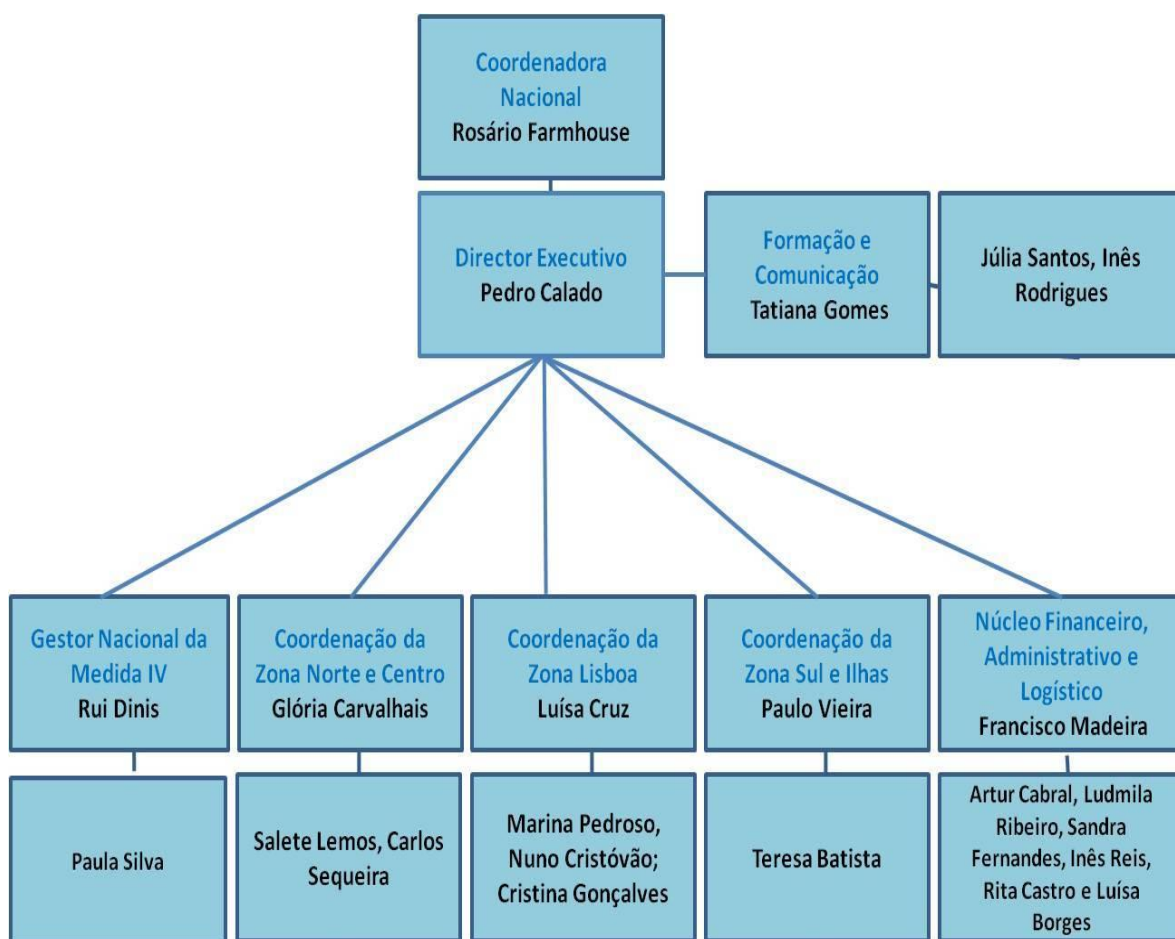 Coordenadora
Nacional
Rosário Farmhouse
Director Executivo
Pedro Calado
Formação e
Comunicação
Tatiana Gomes
Júlia Santos, Inês
Rodrigues
Gestor Nacional da
Medida IV
Rui Dinis
Coordenação da
Zona Norte e Centro
Glória Carvalhais
Coordenação da
Zona Lisboa
Luísa Cruz
Coordenação da
Zona Sul e Ilhas
Paulo Vieira
Núcleo Financeiro,
Administrativo e
Logístico
Francisco Madeira
Paula Silva
Salete Lemos, Carlos
Sequeira
Marina Pedroso,
Nuno Cristóvão;
Cristina Gonçalves
Teresa Batista
Artur Cabral, Ludmila
Ribeiro, Sandra
Fernandes, Inês Reis,
Rita Castro e Luísa
Borges